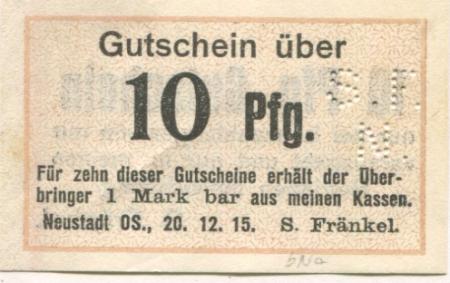 Gutschein über
10 Pfg.
Für zehn dieser Gutscheine erhält der Über-
bringer 1 Mark bar aus meinen Kassen.
Neustadt OS., 20. 12. 15. S. Fränkel.